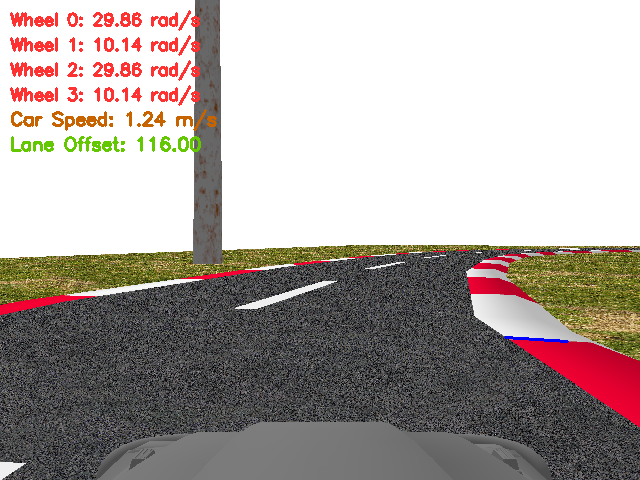 Wheel 0: 29.86 rad/s
Wheel 1: 10.14 rad/s
Wheel 2: 29.86 rad/s
Wheel 3: 10.14 rad/s
Car Speed: 1.24 m/s
Lane Offset: 116.00